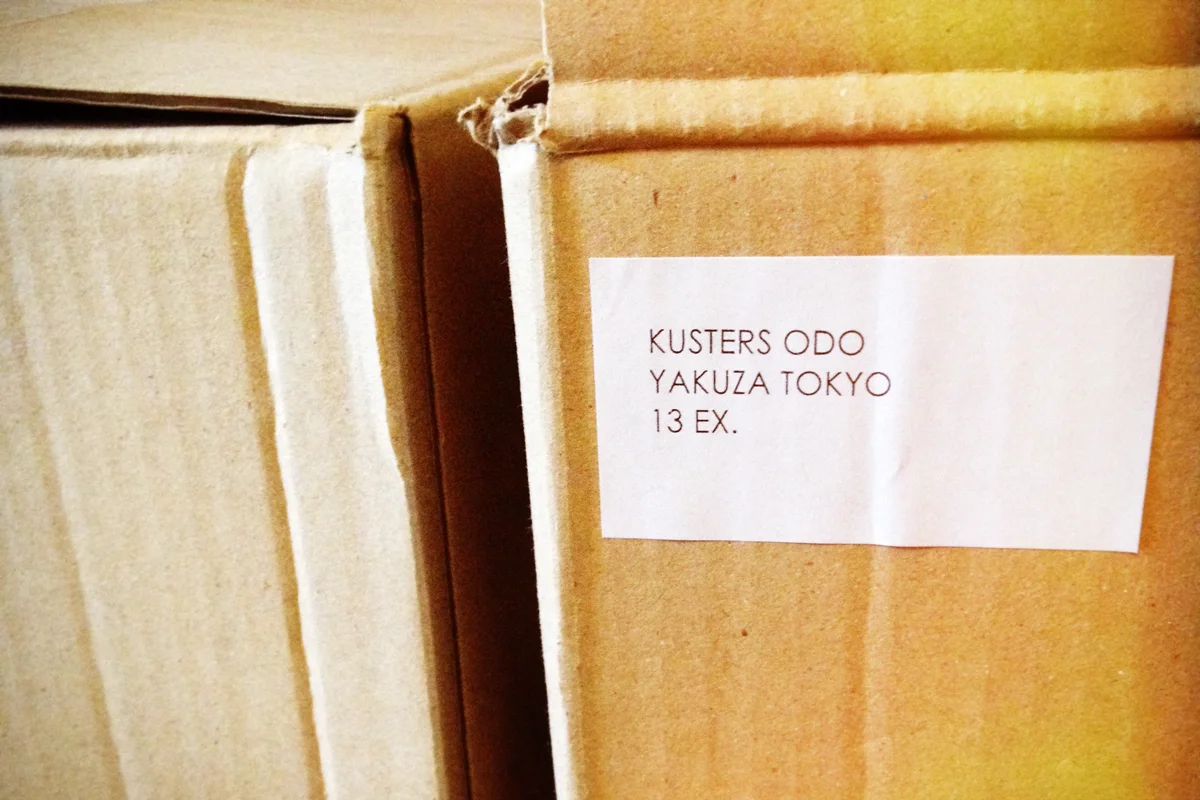 KUSTERS ODO
YAKUZA TOKYO
13 EX.